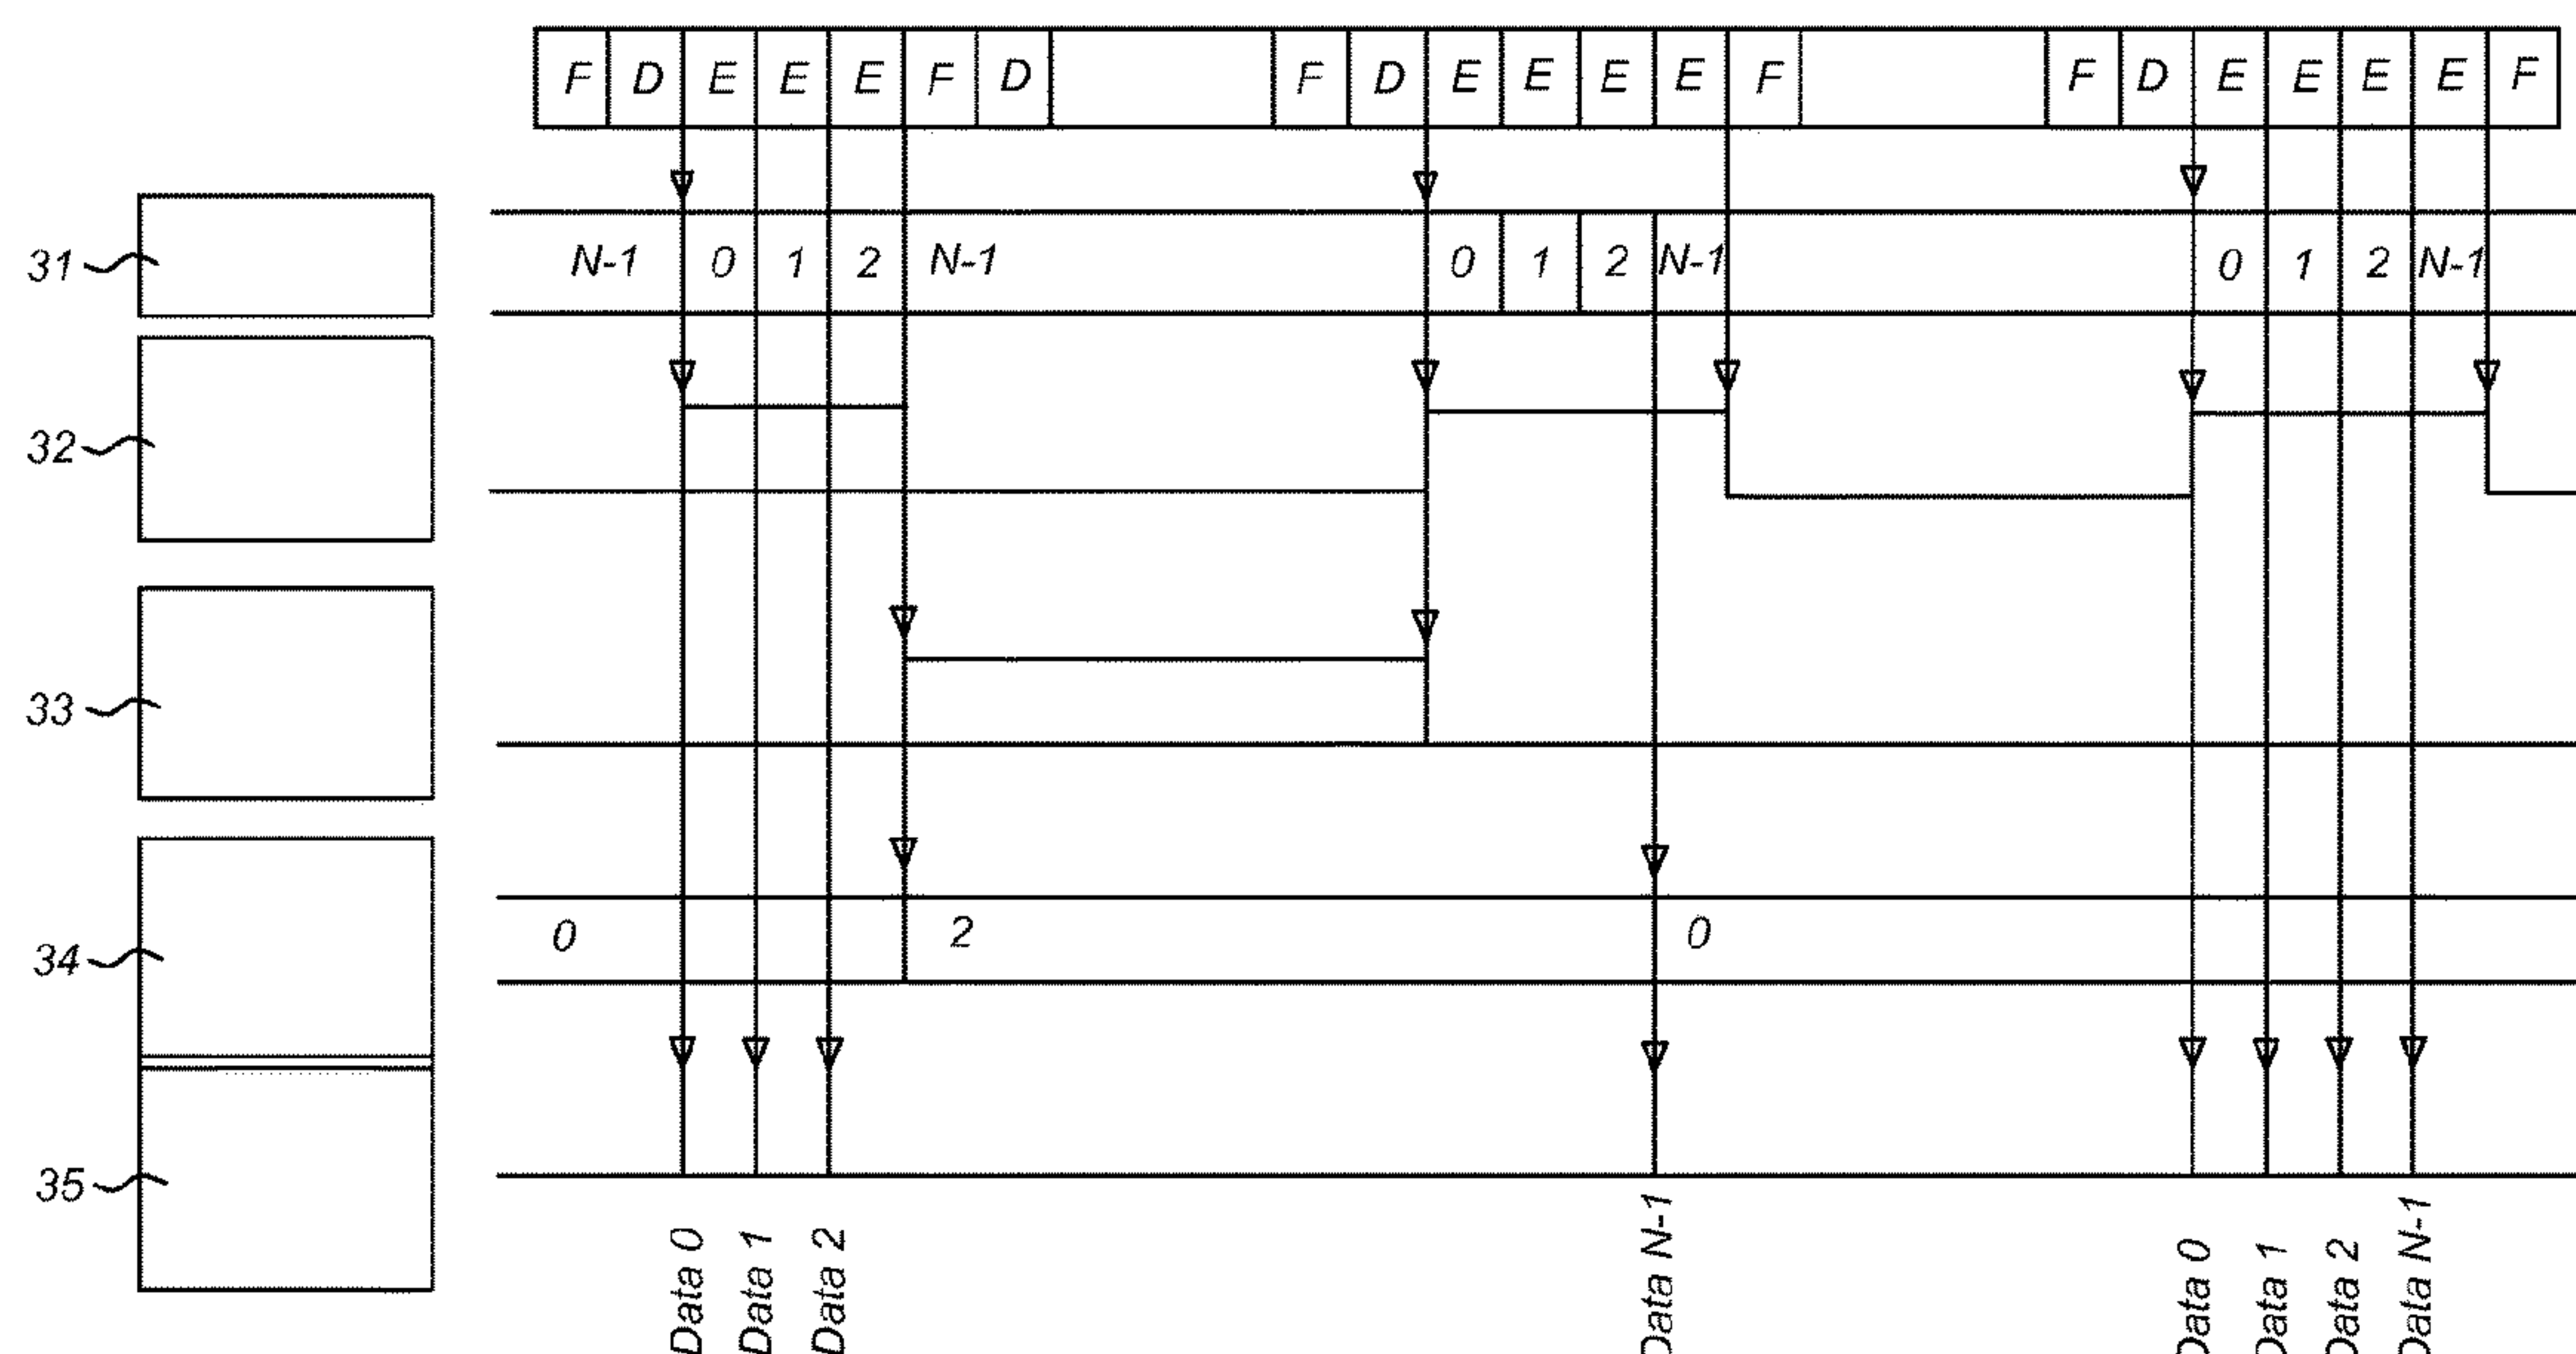 F D E E E F D F D E E E E F F D E E E E F
31 N-1 0 1 2 N-1 0 1 2 N-1 0 1 2 N-1
32
33
34 0 2 0
35
Data 0 Data 1 Data 2 Data N-1 Data 0 Data 1 Data 2 Data N-1